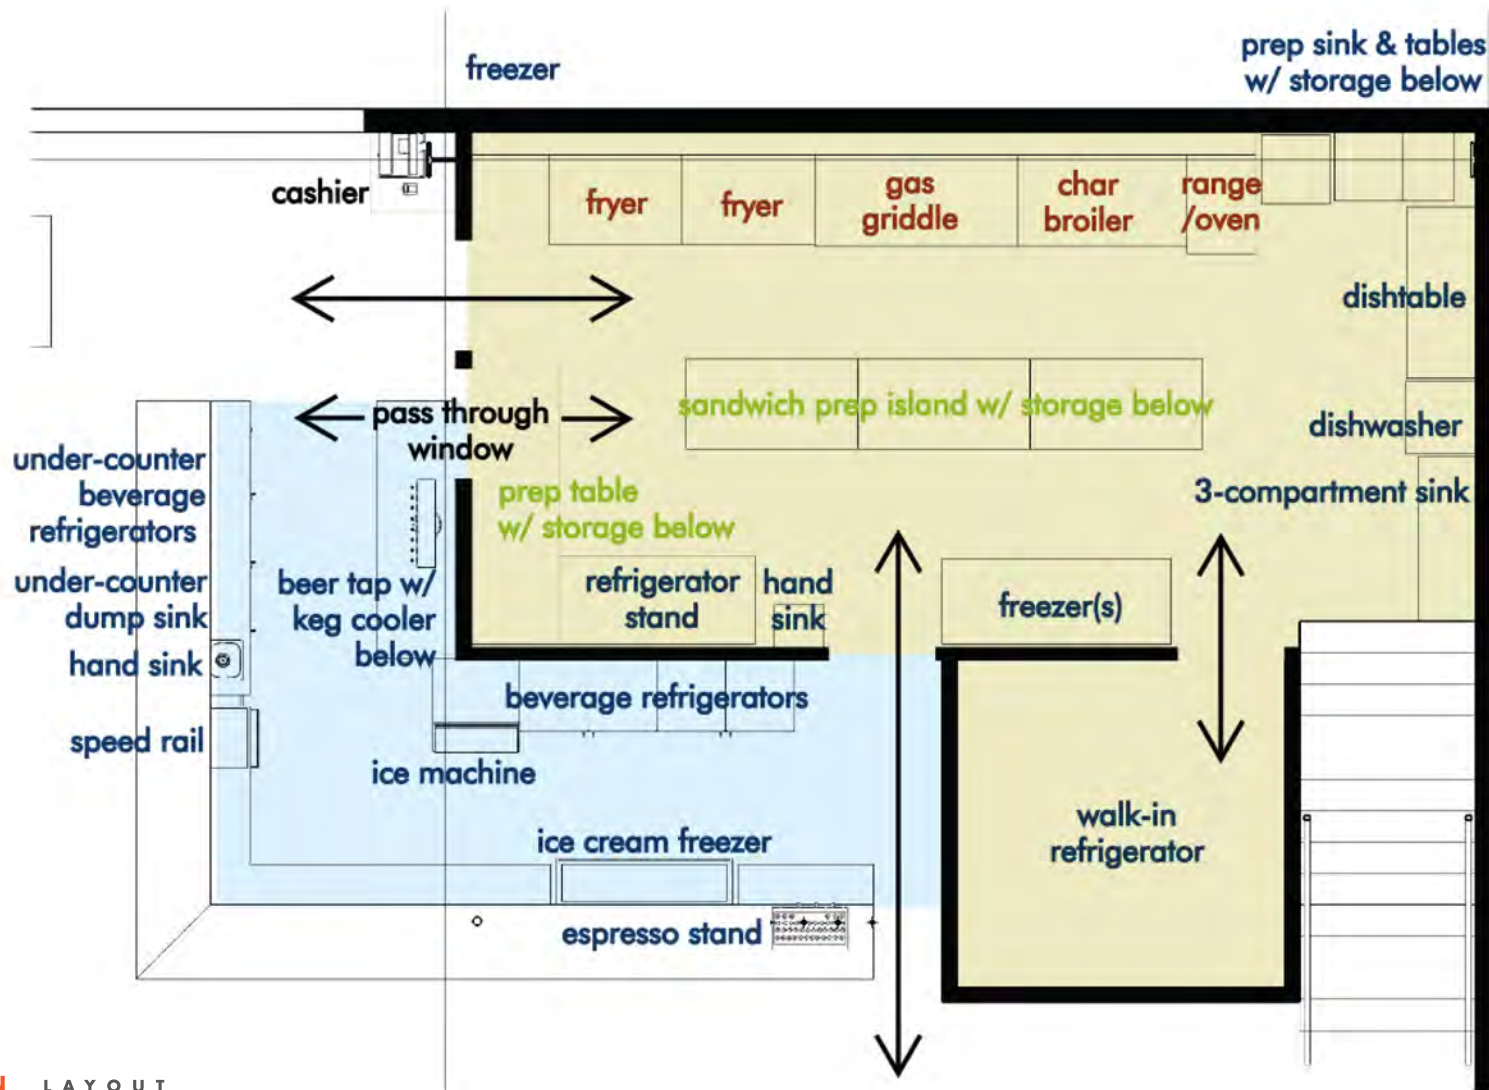 freezer
prep sink & tables
w/ storage below
cashier
fryer
fryer
gas
griddle
char
broiler
range
/oven
dishtable
pass through
window
sandwich prep island w/ storage below
dishwasher
under-counter
beverage
refrigerators
prep table
w/ storage below
3-compartment sink
under-counter
dump sink
beer tap w/
keg cooler
below
refrigerator
stand
hand
sink
freezer(s)
hand sink
beverage refrigerators
speed rail
ice machine
walk-in
refrigerator
ice cream freezer
espresso stand
N LAYOUT